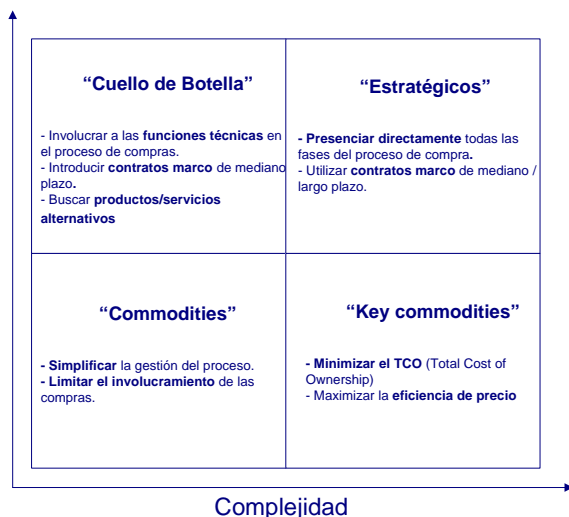 “Cuello de Botella”
- Involucrar a las funciones técnicas en
el proceso de compras.
- Introducir contratos marco de mediano
plazo.
- Buscar productos/servicios
alternativos
“Estratégicos”
- Presenciar directamente todas las
fases del proceso de compra.
- Utilizar contratos marco de mediano /
largo plazo.
“Commodities”
- Simplificar la gestión del proceso.
- Limitar el involucramiento de las
compras.
“Key commodities”
- Minimizar el TCO (Total Cost of
Ownership)
- Maximizar la eficiencia de precio
Complejidad